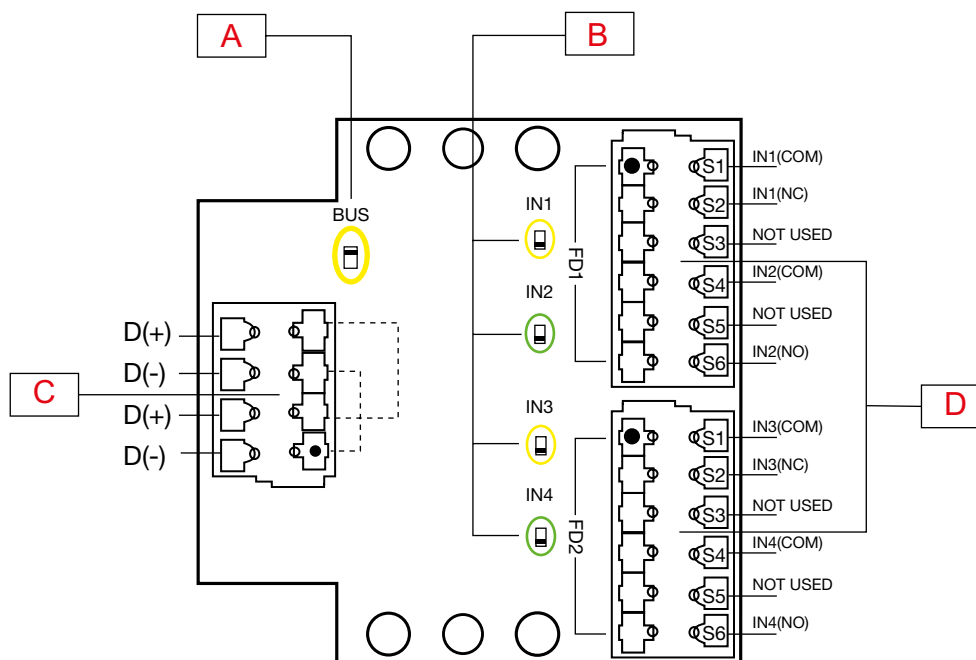 A
B
BUS
IN1
IN2
IN3
IN4
FD1
FD2
D(+)
D(-)
D(+)
D(-)
C
S1 IN1(COM)
S2 IN1(NC)
S3 NOT USED
S4 IN2(COM)
S5 NOT USED
S6 IN2(NO)
D
S1 IN3(COM)
S2 IN3(NC)
S3 NOT USED
S4 IN4(COM)
S5 NOT USED
S6 IN4(NO)